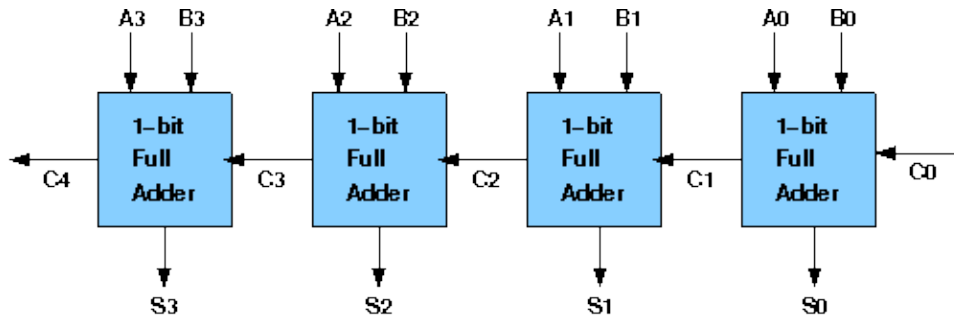 A3 B3 A2 B2 A1 B1 A0 B0
1-bit 1-bit 1-bit 1-bit
Full Full Full Full
Adder Adder Adder Adder
C4 C3 C2 C1 C0
S3 S2 S1 S0